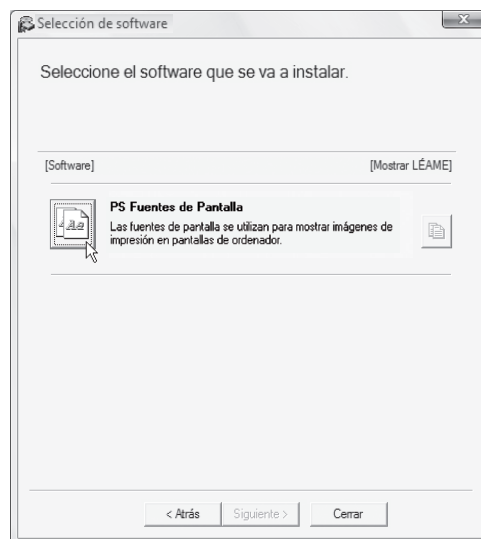 Selección de software
Seleccione el software que se va a instalar.
[Software] [Mostrar LÉAME]
PS Fuentes de Pantalla
Las fuentes de pantalla se utilizan para mostrar imágenes de
impresión en pantallas de ordenador.
< Atrás Siguiente > Cerrar